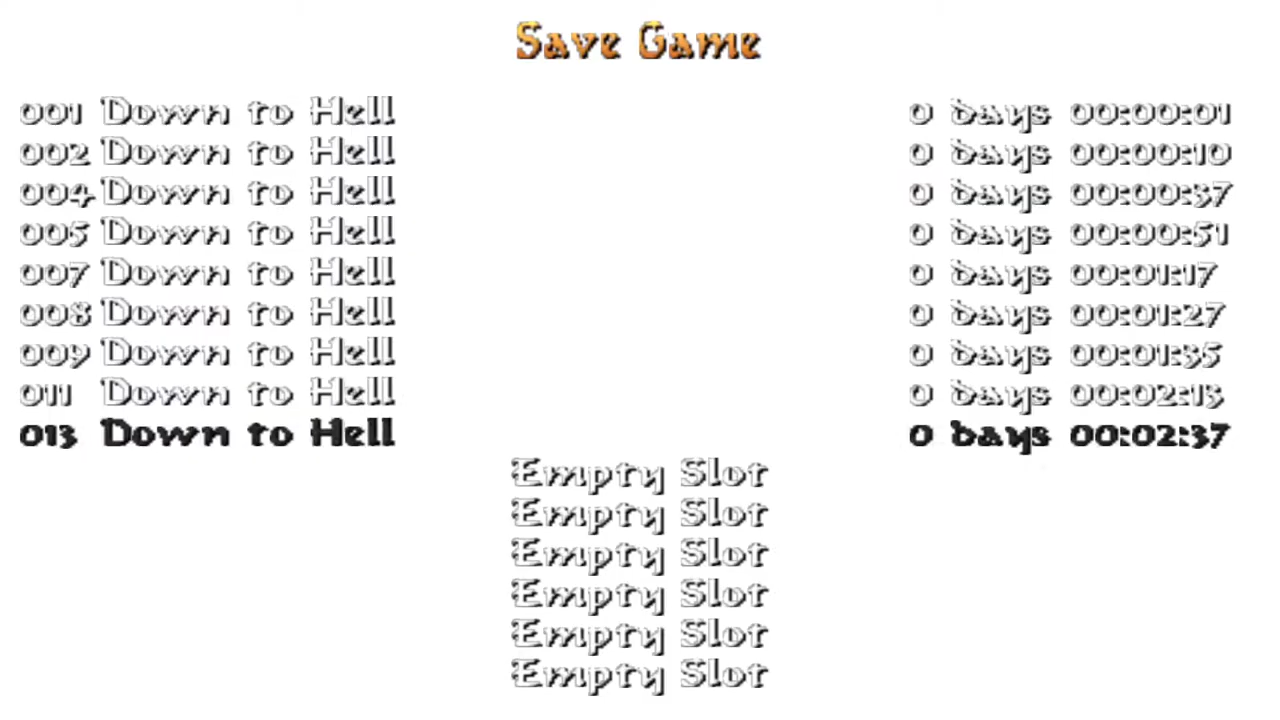 Save Game
001 Down to Hell 0 days 00:00:01
002 Down to Hell 0 days 00:00:10
004 Down to Hell 0 days 00:00:37
005 Down to Hell 0 days 00:00:51
007 Down to Hell 0 days 00:01:17
008 Down to Hell 0 days 00:01:27
009 Down to Hell 0 days 00:01:35
011 Down to Hell 0 days 00:02:13
013 Down to Hell 0 days 00:02:37
Empty Slot
Empty Slot
Empty Slot
Empty Slot
Empty Slot
Empty Slot